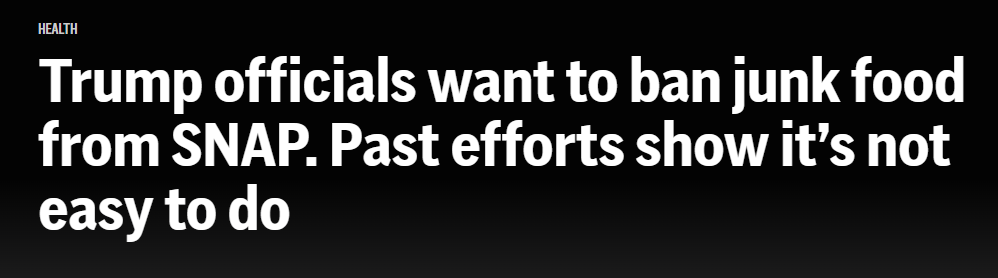 HEALTH
Trump officials want to ban junk food
from SNAP. Past efforts show it’s not
easy to do